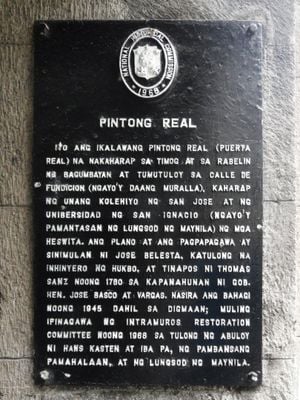 NATIONAL HISTORICAL COMMISSION
1968
PINTONG REAL
ITO ANG IKALAWANG PINTONG REAL (PUERTA
REAL) NA NAKAHARAP SA TIMOG AT SA RABELIN
NG BAGUMBAYAN AT TUMUTULOY SA CALLE DE
FUNDICION (NGAYO'Y DAANG MURALLA), KAHARAP
NG UNANG KOLEHIYO NG SAN JOSE AT NG
UNIBERSIDAD NG SAN IGNACIO (NGAYO'Y
PAMANTASAN NG LUNGSOD NG MAYNILA) NG MGA
HESWITA. ANG PLANO AT ANG PAGPAPAGAWA AY
SINIMULAN NI JOSE BELESTA, KATULONG NA
INHINYERO NG HUKBO, AT TINAPOS NI THOMAS
SANZ NOONG 1780 SA KAPANAHUNAN NI GOB.
HEN. JOSE BASCO AT VARGAS. NASIRA ANG BAHAGI
NOONG 1945 DAHIL SA DIGMAAN; MULING
IPINAGAWA NG INTRAMUROS RESTORATION
COMMITTEE NOONG 1968 SA TULONG NG ABULOY
NI HANS KASTEN AT IBA PA, NG PAMBANSANG
PAMAHALAAN, AT NG LUNGSOD NG MAYNILA.